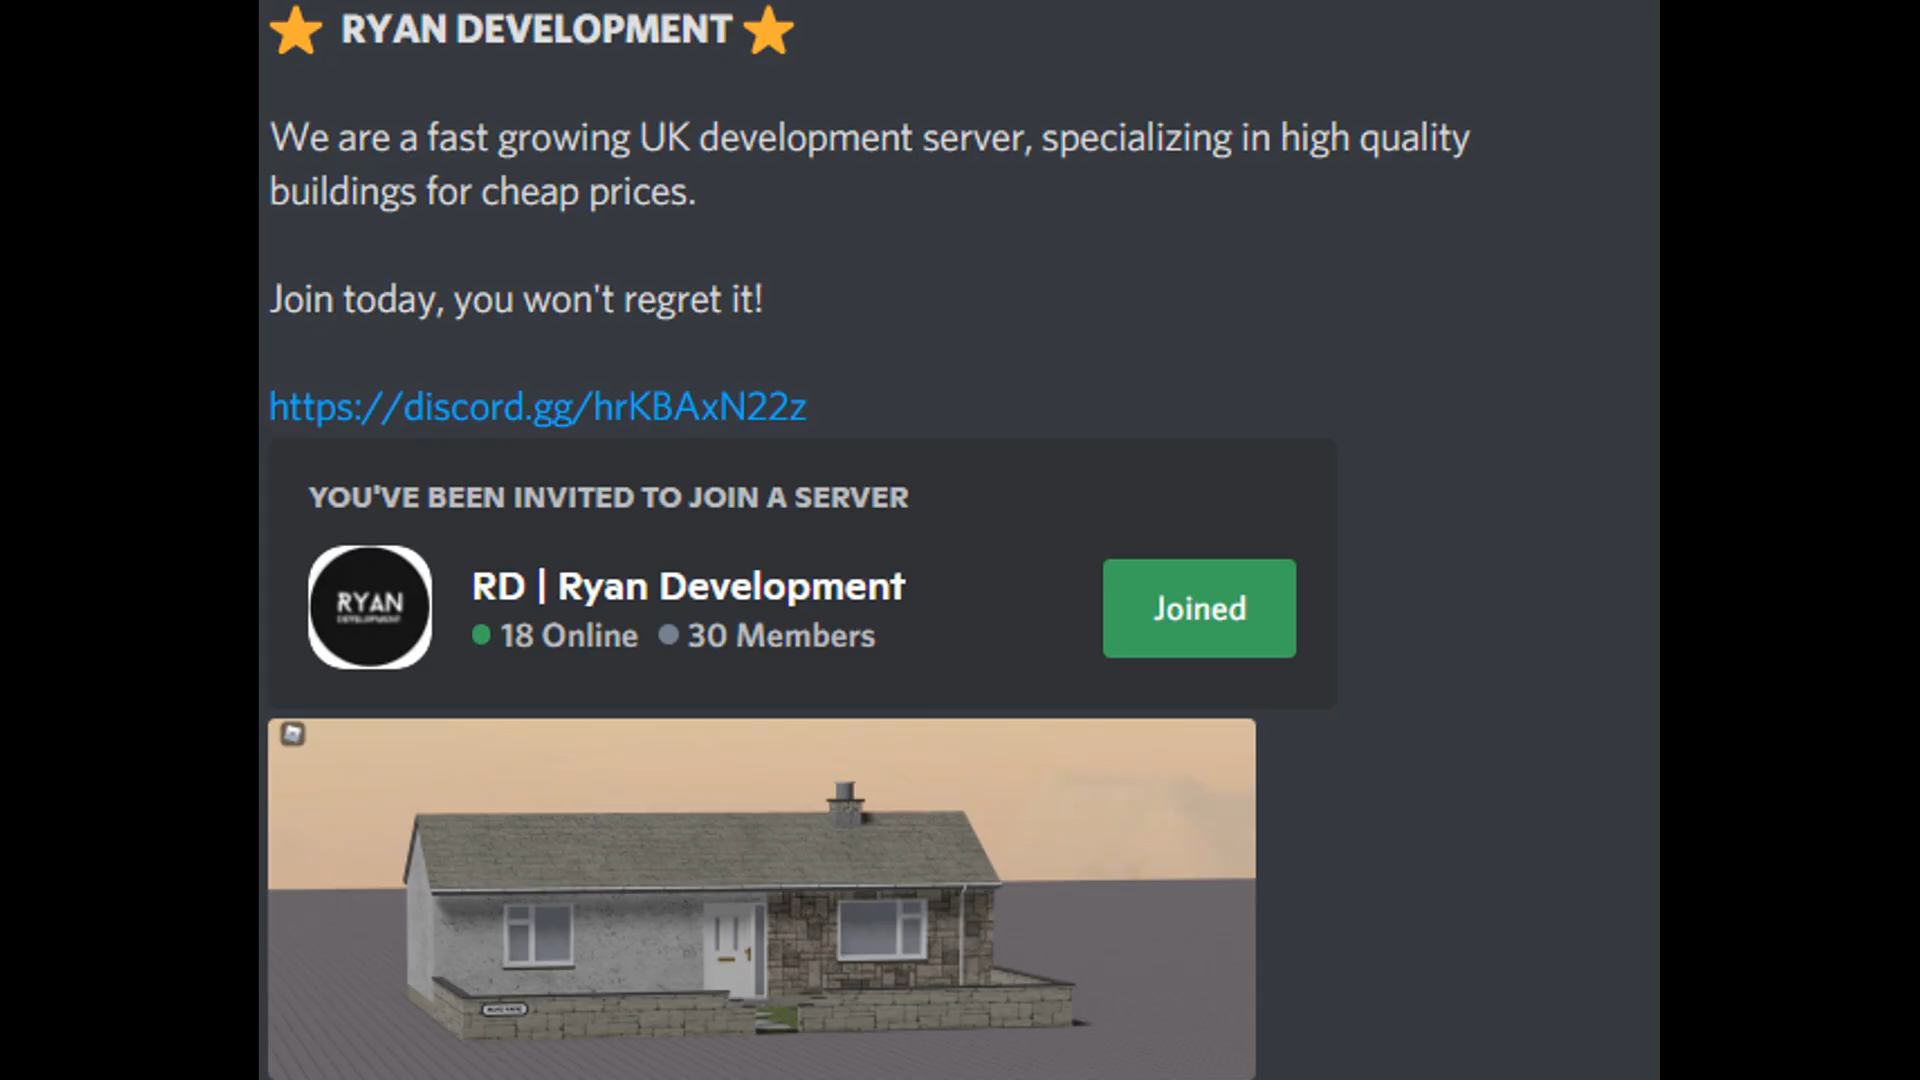 RYAN DEVELOPMENT
We are a fast growing UK development server, specializing in high quality
buildings for cheap prices.
Join today, you won't regret it!
https://discord.gg/hrKBAxN22z
YOU'VE BEEN INVITED TO JOIN A SERVER
RYAN
DEVELOPMENT
RD | Ryan Development
18 Online 30 Members
Joined